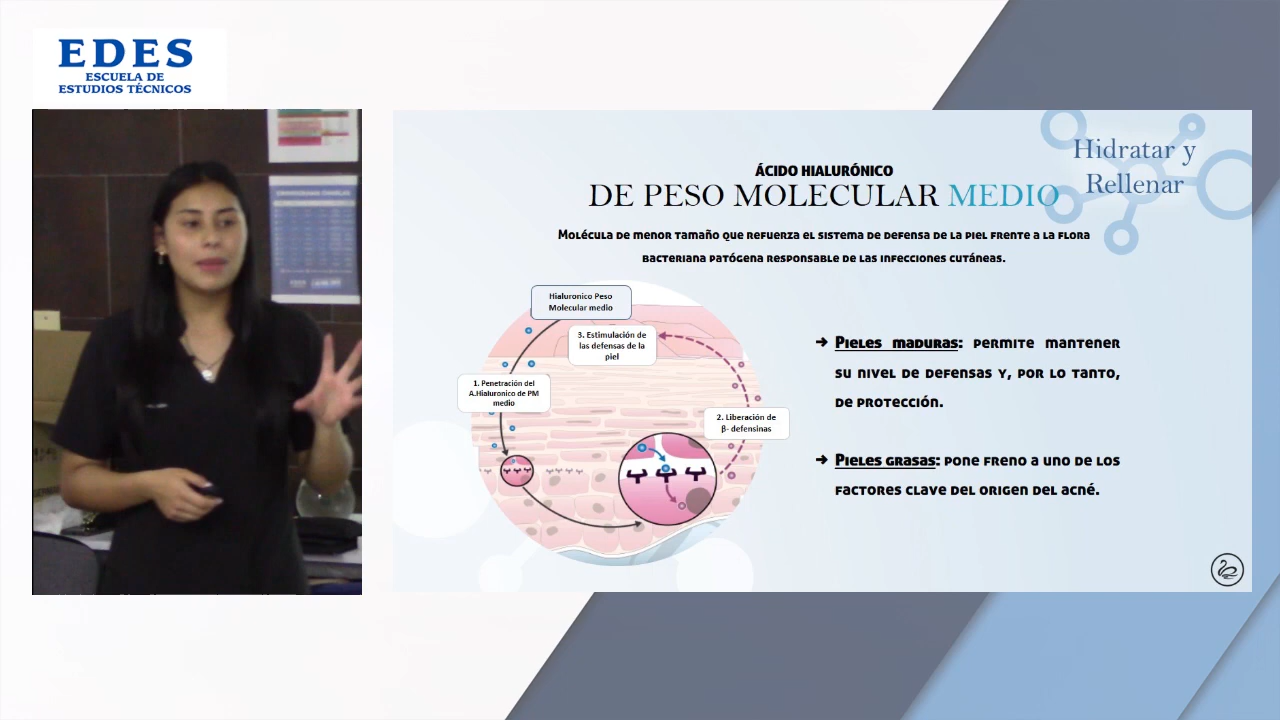 EDES
ESCUELA DE
ESTUDIOS TÉCNICOS
Hidratar y
Rellenar
ÁCIDO HIALURÓNICO
DE PESO MOLECULAR MEDIO
Molécula de menor tamaño que refuerza el sistema de defensa de la piel frente a la flora
bacteriana patógena responsable de las infecciones cutáneas.
Hialuronico Peso
Molecular medio
3. Estimulación de
las defensas de la
piel
1. Penetración del
A.Hialuronico de PM
medio
2. Liberación de
β- defensinas
➔ Pieles maduras: permite mantener
su nivel de defensas y, por lo tanto,
de protección.
➔ Pieles grasas: pone freno a uno de los
factores clave del origen del acné.